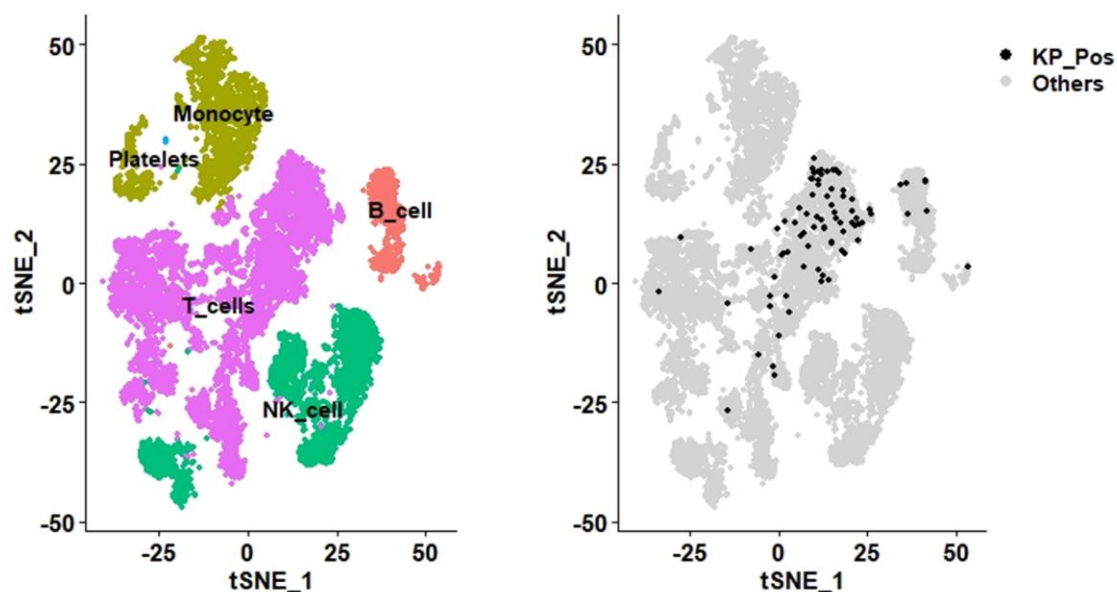 50
25
0
-25
-50
tSNE_2
Monocyte
Platelets
B_cell
T_cells
NK_cell
-25
0
25
50
tSNE_1
50
25
0
-25
-50
tSNE_2
-25
0
25
50
tSNE_1
KP_Pos
Others